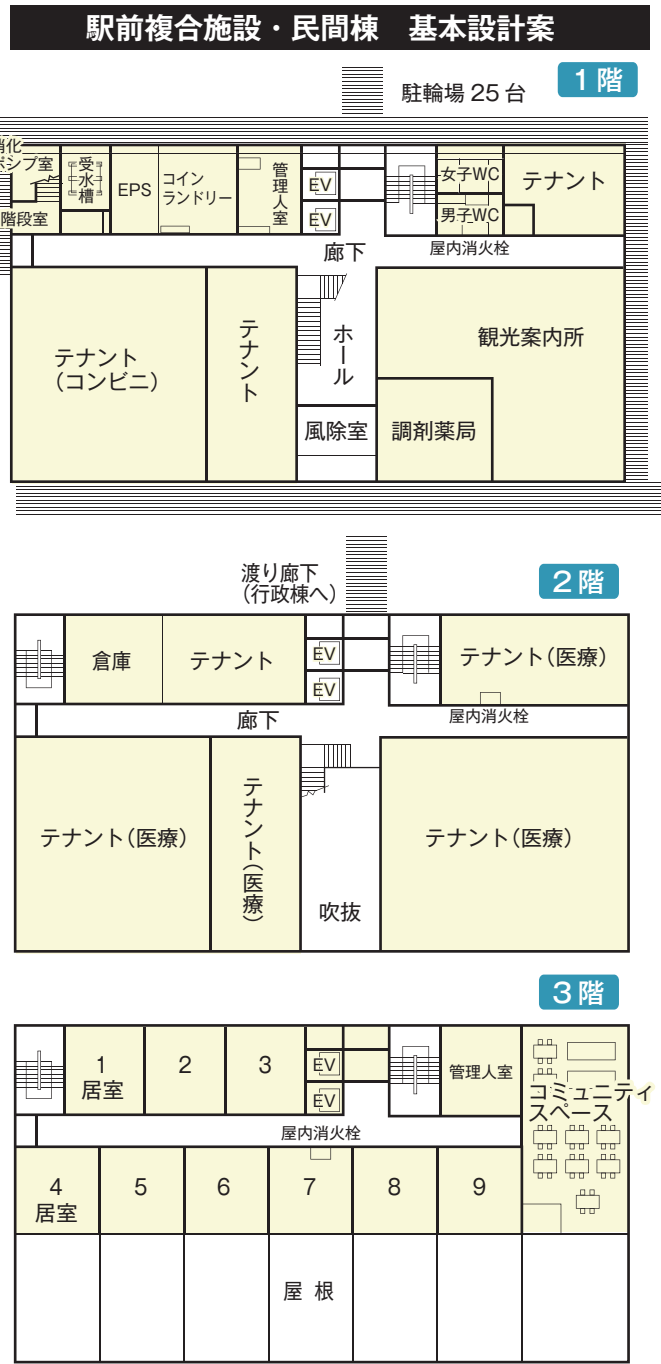 駅前複合施設・民間棟 基本設計案
1階
駐輪場25台
消化
ポンプ室
受水槽
EPS
コイン
ランドリー
管理人室
EV
EV
女子WC
男子WC
テナント
階段室
廊下
屋内消火栓
テナント
(コンビニ)
テナント
ホール
観光案内所
風除室
調剤薬局
2階
渡り廊下
(行政棟へ)
倉庫
テナント
EV
EV
テナント(医療)
廊下
屋内消火栓
テナント(医療)
テナント(医療)
テナント(医療)
吹抜
3階
1
居室
2
3
EV
EV
管理人室
コミュニティ
スペース
屋内消火栓
4
居室
5
6
7
8
9
屋根